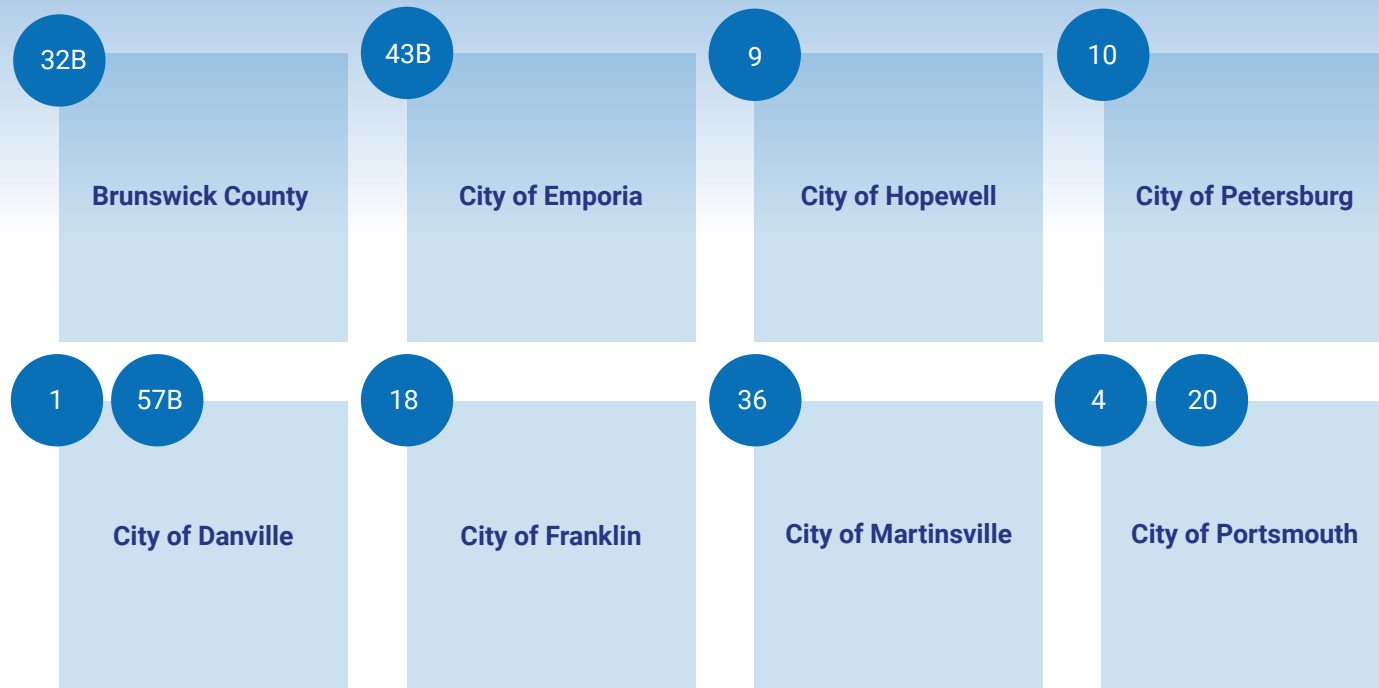 32B
43B
9
10
Brunswick County
City of Emporia
City of Hopewell
City of Petersburg
1
57B
18
36
4
20
City of Danville
City of Franklin
City of Martinsville
City of Portsmouth